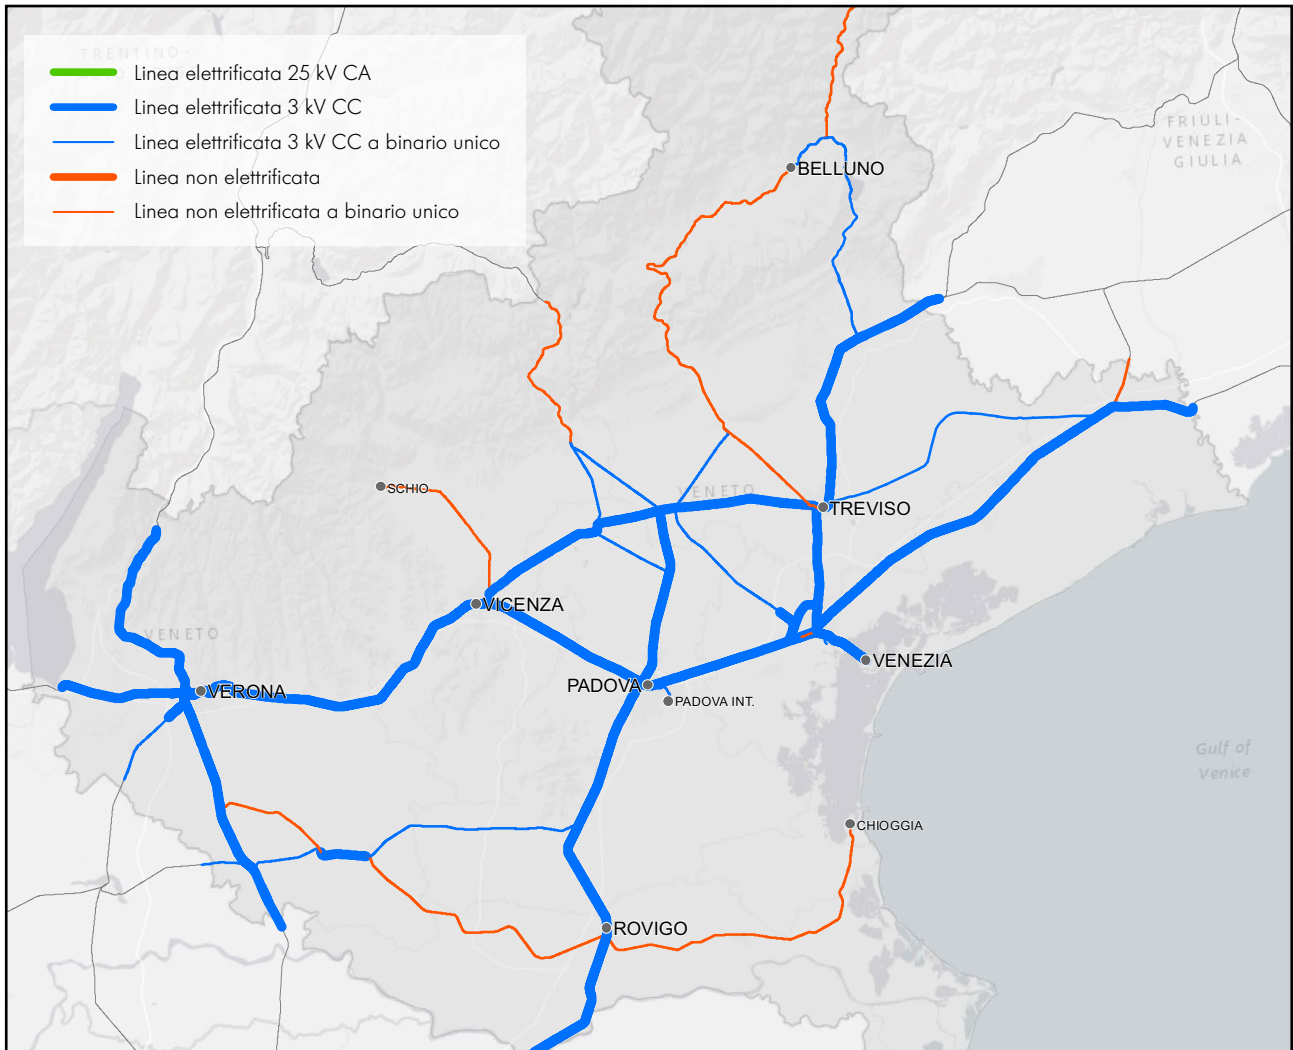 TRENTINO-
Linea elettrificata 25 kV CA
Linea elettrificata 3 kV CC
Linea elettrificata 3 kV CC a binario unico
Linea non elettrificata
Linea non elettrificata a binario unico
FRIULI-
VENEZIA
GIULIA
BELLUNO
SCHIO
VENETO
TREVISO
VICENZA
VENETO
VENEZIA
PADOVA
VERONA
PADOVA INT.
Gulf of
Venice
CHIOGGIA
ROVIGO